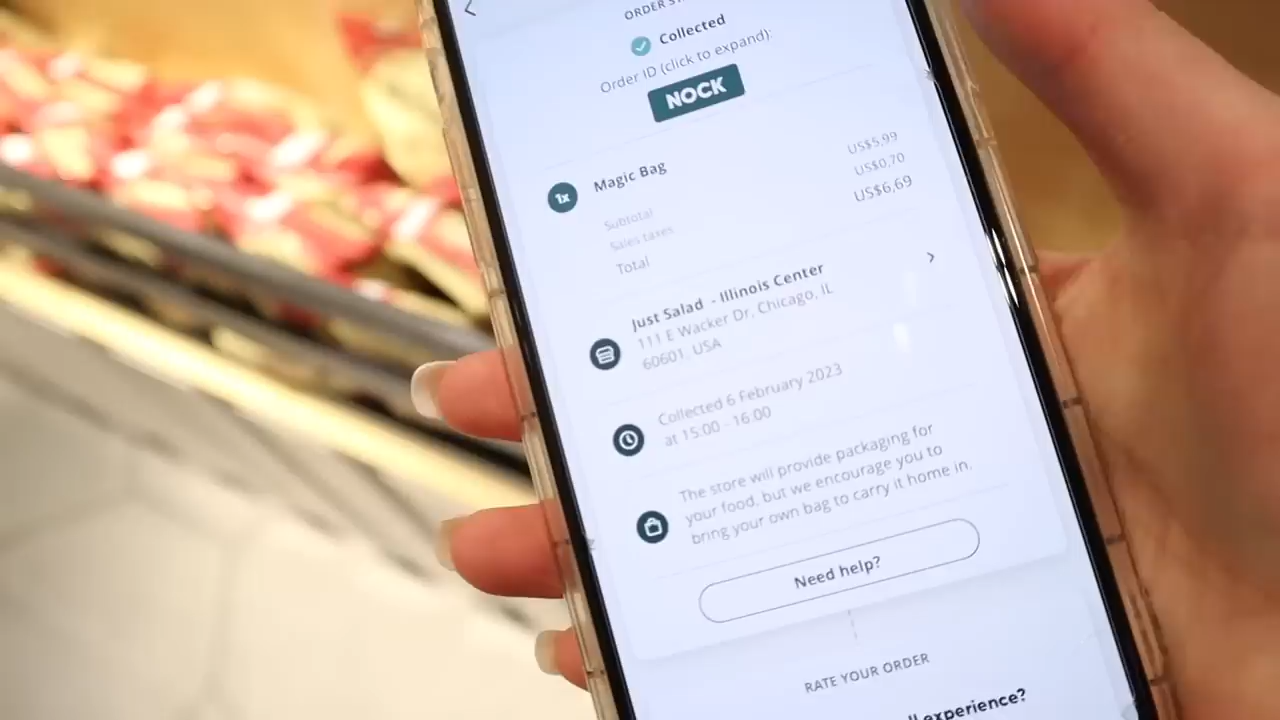 ORDER ST
Collected
Order ID (click to expand):
NOCK
1x Magic Bag
Subtotal US$5,99
Sales taxes US$0,70
Total US$6,69
Just Salad - Illinois Center
111 E Wacker Dr, Chicago, IL
60601, USA
Collected 6 February 2023
at 15:00 - 16:00
The store will provide packaging for
your food, but we encourage you to
bring your own bag to carry it home in.
Need help?
RATE YOUR ORDER
experience?